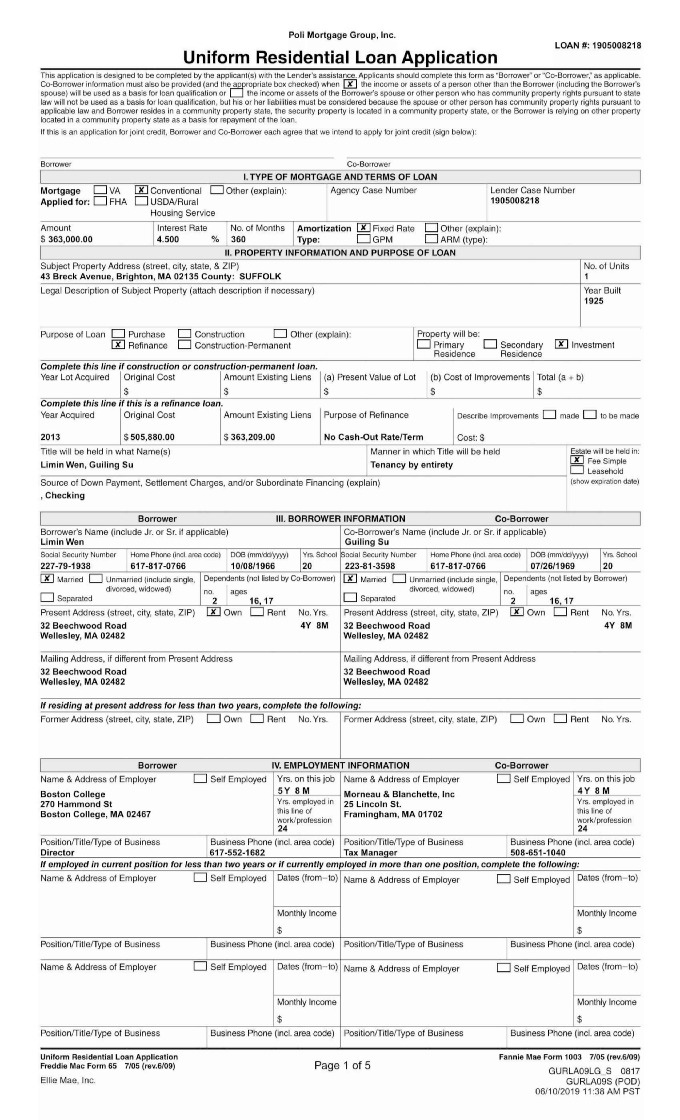 Poli Mortgage Group, Inc.
LOAN #: 1905008218
Uniform Residential Loan Application
This application is designed to be completed by the applicant(s) with the Lender's assistance. Applicants should complete this form as "Borrower" or "Co-Borrower," as applicable.
Co-Borrower information must also be provided (and the appropriate box checked) when X the income or assets of a person other than the Borrower (including the Borrower's
spouse) will be used as a basis for loan qualification or the income or assets of the Borrower's spouse or other person who has community property rights pursuant to state
law will not be used as a basis for loan qualification, but his or her liabilities must be considered because the spouse or other person has community property rights pursuant to
applicable law and Borrower resides in a community property state, the security property is located in a community property state, or the Borrower is relying on other property
located in a community property state as a basis for repayment of the loan.
If this is an application for joint credit, Borrower and Co-Borrower each agree that we intend to apply for joint credit (sign below):
Borrower Co-Borrower
I. TYPE OF MORTGAGE AND TERMS OF LOAN
Mortgage VA X Conventional Other (explain): Agency Case Number Lender Case Number
Applied for: FHA USDA/Rural 1905008218
Housing Service
Amount Interest Rate No. of Months Amortization X Fixed Rate Other (explain):
$ 363,000.00 4.500 % 360 Type: GPM ARM (type):
II. PROPERTY INFORMATION AND PURPOSE OF LOAN
Subject Property Address (street, city, state, & ZIP) No. of Units
43 Breck Avenue, Brighton, MA 02135 County: SUFFOLK 1
Legal Description of Subject Property (attach description if necessary) Year Built
1925
Purpose of Loan Purchase Construction Other (explain): Property will be:
X Refinance Construction-Permanent Primary Residence Secondary Residence X Investment
Complete this line if construction or construction-permanent loan.
Year Lot Acquired Original Cost Amount Existing Liens (a) Present Value of Lot (b) Cost of Improvements Total (a + b)
$ $ $ $ $
Complete this line if this is a refinance loan.
Year Acquired Original Cost Amount Existing Liens Purpose of Refinance Describe Improvements made to be made
2013 $ 505,880.00 $ 363,209.00 No Cash-Out Rate/Term Cost: $
Title will be held in what Name(s) Manner in which Title will be held Estate will be held in:
Limin Wen, Guiling Su Tenancy by entirety X Fee Simple
Leasehold
Source of Down Payment, Settlement Charges, and/or Subordinate Financing (explain) (show expiration date)
, Checking
Borrower III. BORROWER INFORMATION Co-Borrower
Borrower's Name (include Jr. or Sr. if applicable) Co-Borrower's Name (include Jr. or Sr. if applicable)
Limin Wen Guiling Su
Social Security Number Home Phone (incl. area code) DOB (mm/dd/yyyy) Yrs. School Social Security Number Home Phone (incl. area code) DOB (mm/dd/yyyy) Yrs. School
227-79-1938 617-817-0766 10/08/1966 20 223-81-3598 617-817-0766 07/26/1969 20
X Married Unmarried (include single, divorced, widowed) Dependents (not listed by Co-Borrower) X Married Unmarried (include single, divorced, widowed) Dependents (not listed by Borrower)
Separated no. 2 ages 16, 17 Separated no. 2 ages 16, 17
Present Address (street, city, state, ZIP) X Own Rent No. Yrs. Present Address (street, city, state, ZIP) X Own Rent No. Yrs.
32 Beechwood Road 4Y 8M 32 Beechwood Road 4Y 8M
Wellesley, MA 02482 Wellesley, MA 02482
Mailing Address, if different from Present Address Mailing Address, if different from Present Address
32 Beechwood Road 32 Beechwood Road
Wellesley, MA 02482 Wellesley, MA 02482
If residing at present address for less than two years, complete the following:
Former Address (street, city, state, ZIP) Own Rent No. Yrs. Former Address (street, city, state, ZIP) Own Rent No. Yrs.
Borrower IV. EMPLOYMENT INFORMATION Co-Borrower
Name & Address of Employer Self Employed Yrs. on this job Name & Address of Employer Self Employed Yrs. on this job
5 Y 8 M 4 Y 8 M
Boston College Morneau & Blanchette, Inc
270 Hammond St Yrs. employed in this line of work/profession 25 Lincoln St. Yrs. employed in this line of work/profession
Boston College, MA 02467 Framingham, MA 01702
24 24
Position/Title/Type of Business Business Phone (incl. area code) Position/Title/Type of Business Business Phone (incl. area code)
Director 617-552-1682 Tax Manager 508-651-1040
If employed in current position for less than two years or if currently employed in more than one position, complete the following:
Name & Address of Employer Self Employed Dates (from–to) Name & Address of Employer Self Employed Dates (from–to)
Monthly Income Monthly Income
$ $
Position/Title/Type of Business Business Phone (incl. area code) Position/Title/Type of Business Business Phone (incl. area code)
Name & Address of Employer Self Employed Dates (from–to) Name & Address of Employer Self Employed Dates (from–to)
Monthly Income Monthly Income
$ $
Position/Title/Type of Business Business Phone (incl. area code) Position/Title/Type of Business Business Phone (incl. area code)
Uniform Residential Loan Application Fannie Mae Form 1003 7/05 (rev.6/09)
Freddie Mac Form 65 7/05 (rev.6/09) Page 1 of 5
Ellie Mae, Inc. GURLA09LG_S 0817
GURLA09S (POD)
06/10/2019 11:38 AM PST